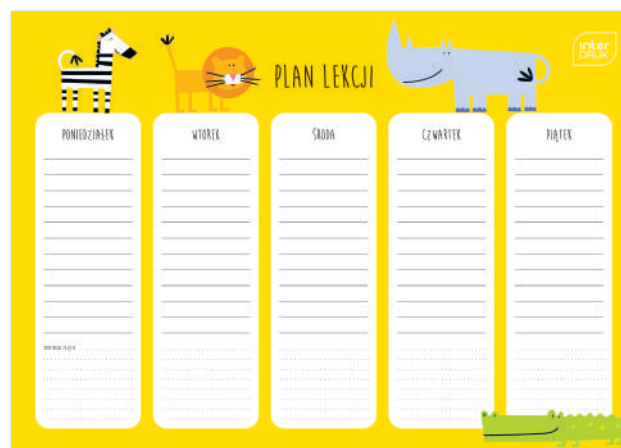 inter
DRUK
PLAN LEKCJI
PONIEDZIAŁEK
WTOREK
ŚRODA
CZWARTEK
PIĄTEK